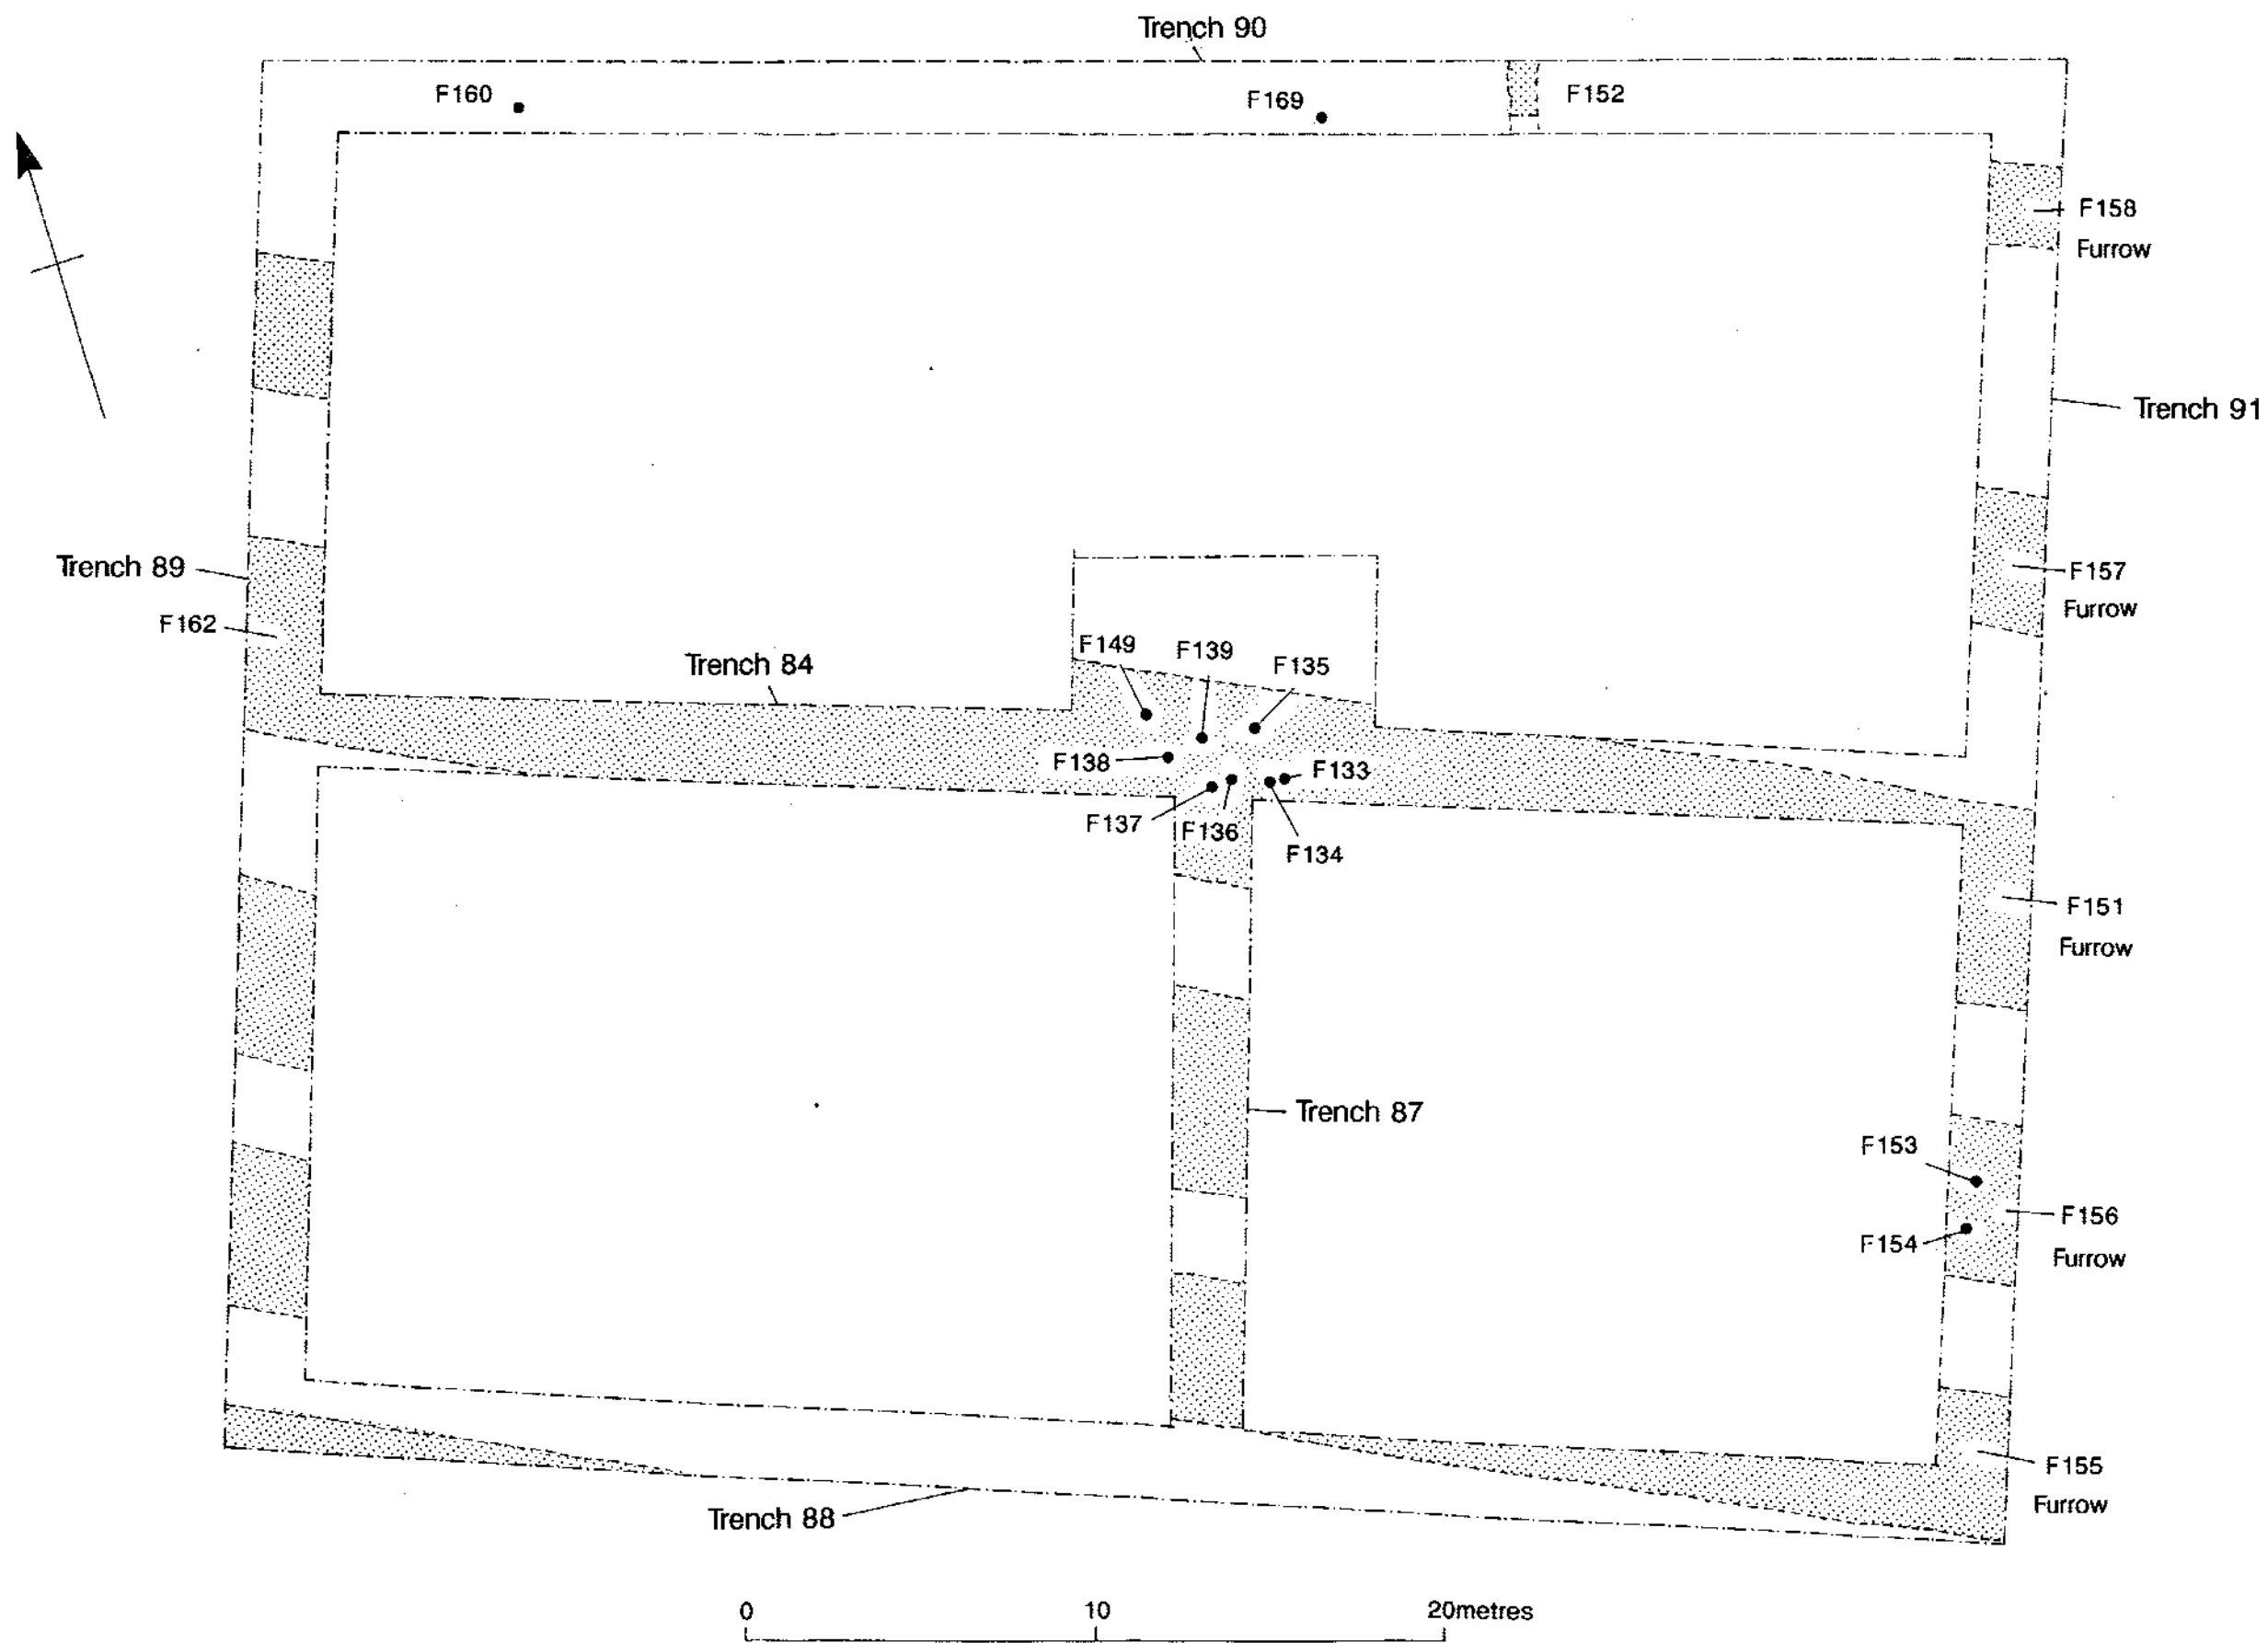 Trench 90
F160
F169
F152
F158
Furrow
Trench 91
Trench 89
F157
Furrow
F162
Trench 84
F149
F139
F135
F138
F133
F137
F136
F134
F151
Furrow
Trench 87
F153
F156
F154
Furrow
F155
Furrow
Trench 88
0 10 20metres